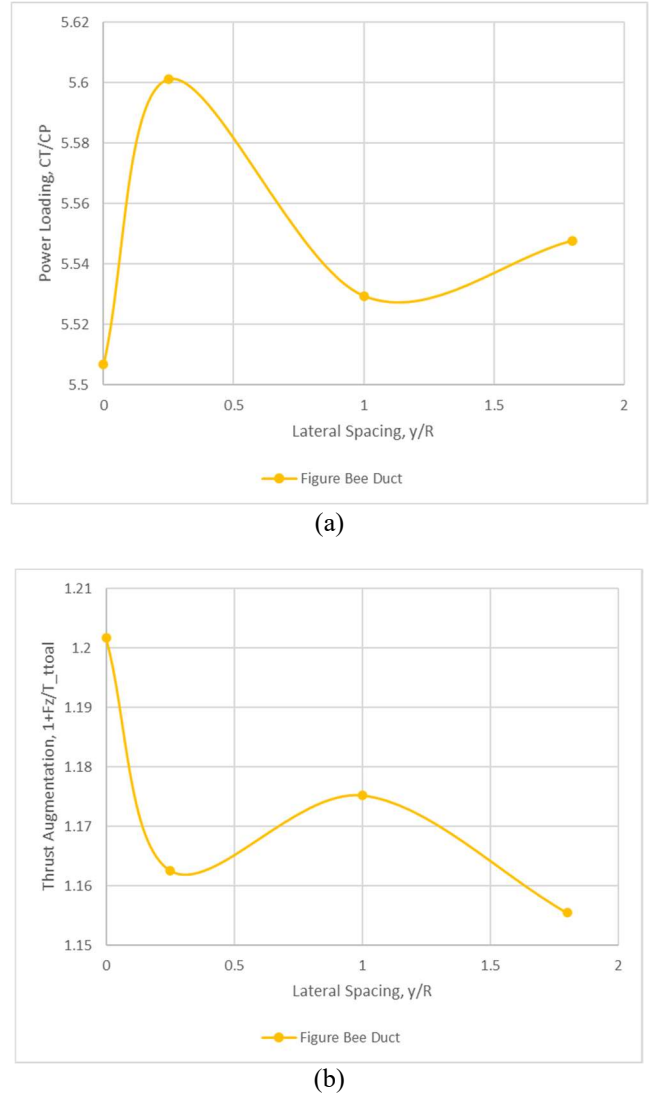 5.62
5.6
5.58
5.56
5.54
5.52
5.5
Power Loading, CT/CP
0 0.5 1 1.5 2
Lateral Spacing, y/R
Figure Bee Duct
(a)
1.21
1.2
1.19
1.18
1.17
1.16
1.15
Thrust Augmentation, 1+Fz/T_ttoal
0 0.5 1 1.5 2
Lateral Spacing, y/R
Figure Bee Duct
(b)